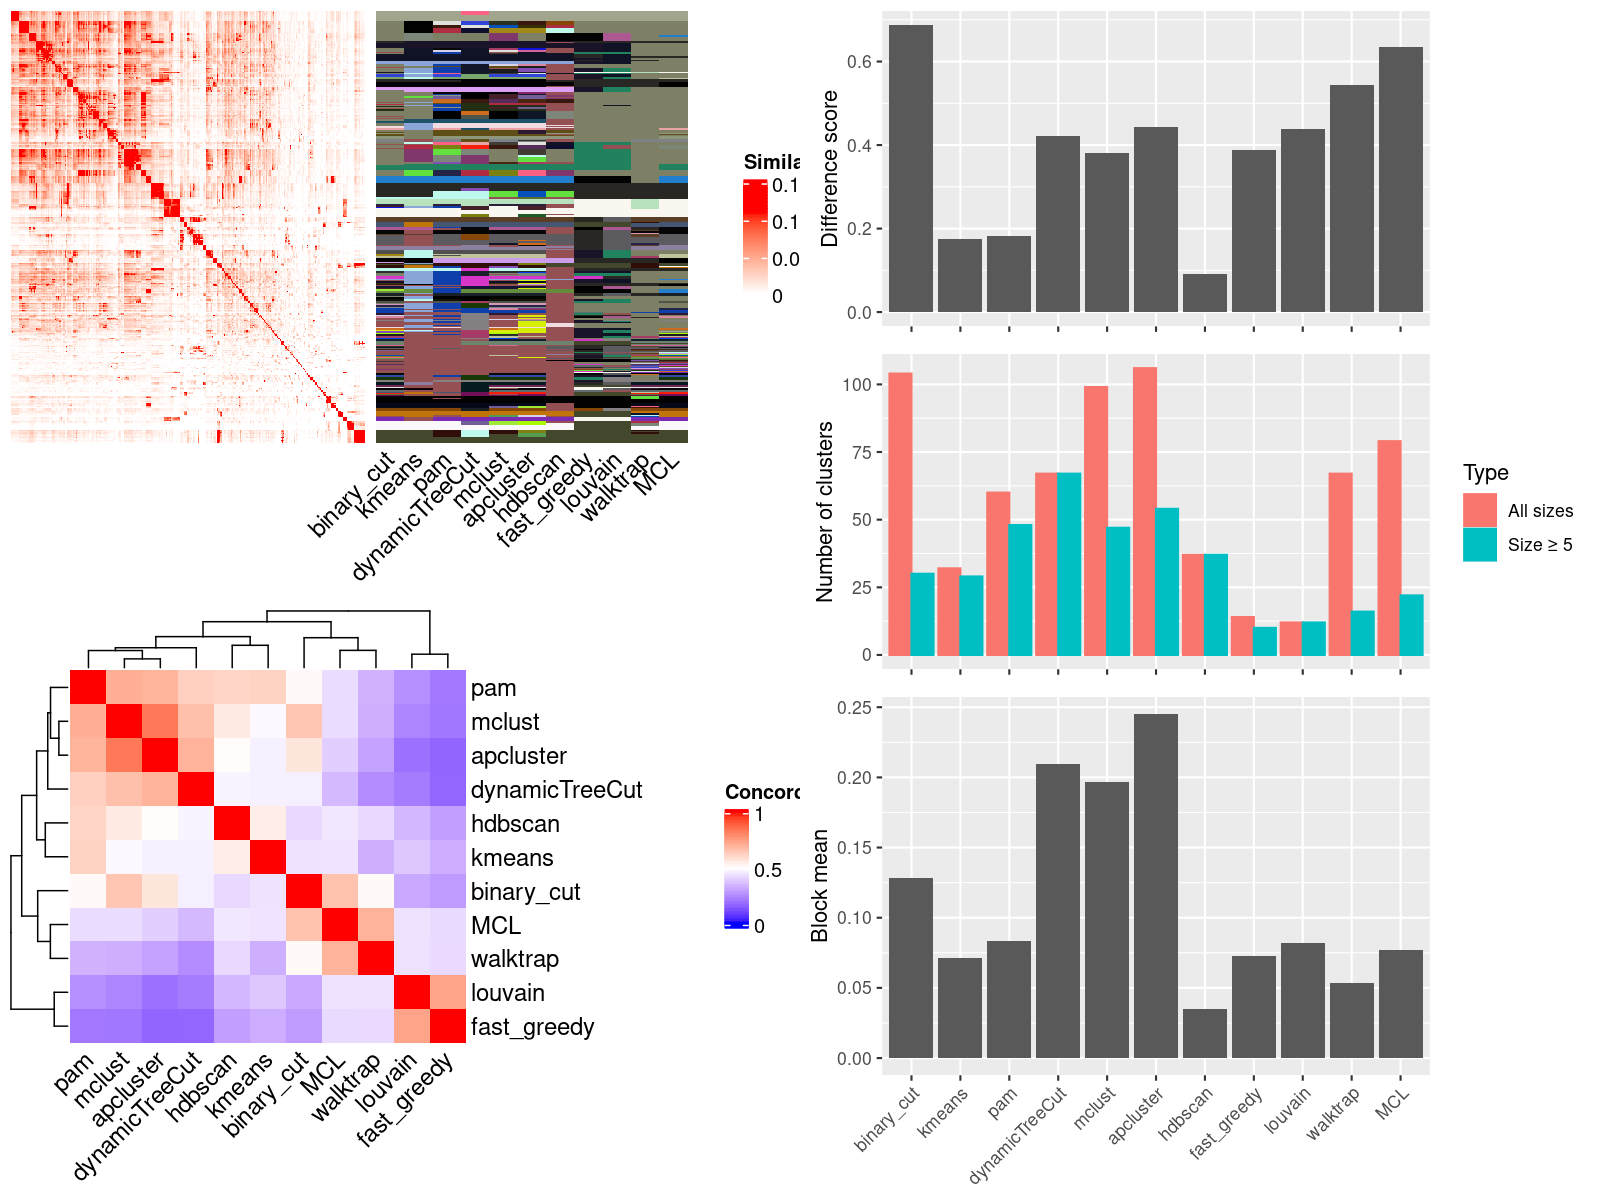 Simila
0.1
0.1
0.0
0
binary_cut
kmeans
pam
dynamicTreeCut
mclust
apcluster
hdbscan
fast_greedy
louvain
walktrap
MCL
pam
mclust
apcluster
dynamicTreeCut
hdbscan
kmeans
binary_cut
MCL
walktrap
louvain
fast_greedy
pam
mclust
apcluster
dynamicTreeCut
hdbscan
kmeans
binary_cut
MCL
walktrap
louvain
fast_greedy
Concord
1
0.5
0
Difference score
0.6
0.4
0.2
0.0
Number of clusters
100
75
50
25
0
Type
All sizes
Size ≥ 5
Block mean
0.25
0.20
0.15
0.10
0.05
0.00
binary_cut
kmeans
pam
dynamicTreeCut
mclust
apcluster
hdbscan
fast_greedy
louvain
walktrap
MCL